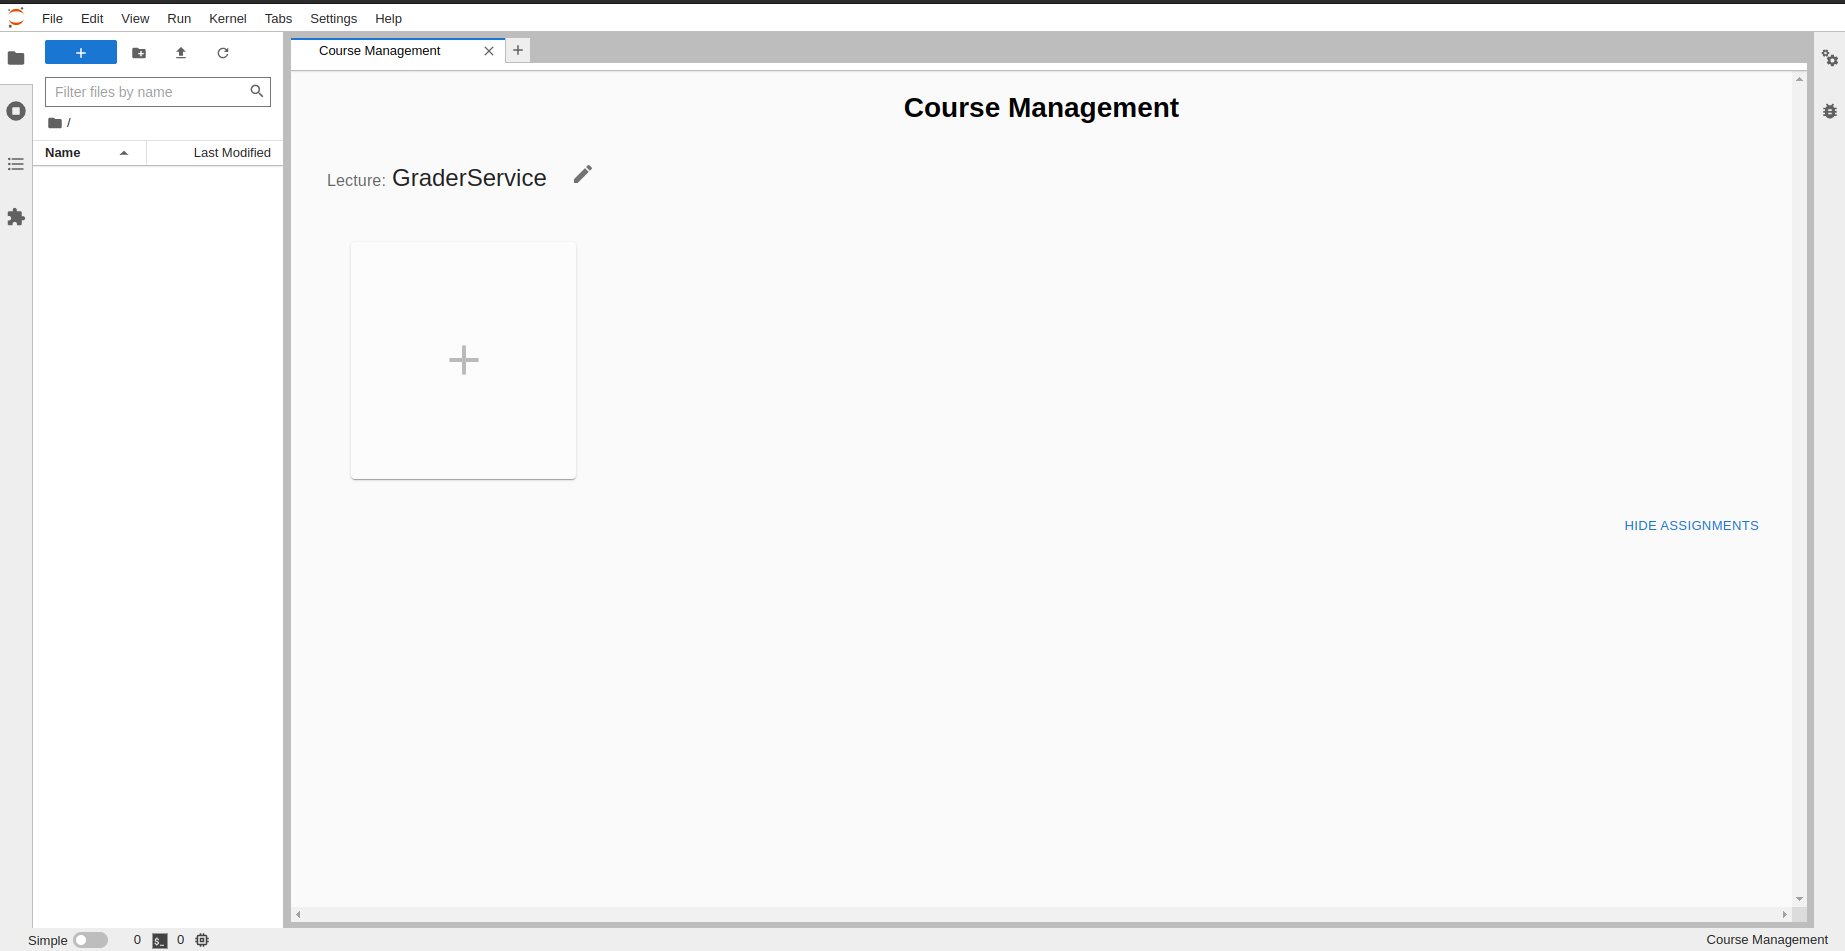 File Edit View Run Kernel Tabs Settings Help
Course Management
Filter files by name
/
Name Last Modified
Course Management
Lecture: GraderService
HIDE ASSIGNMENTS
Simple 0 $_ 0 Course Management